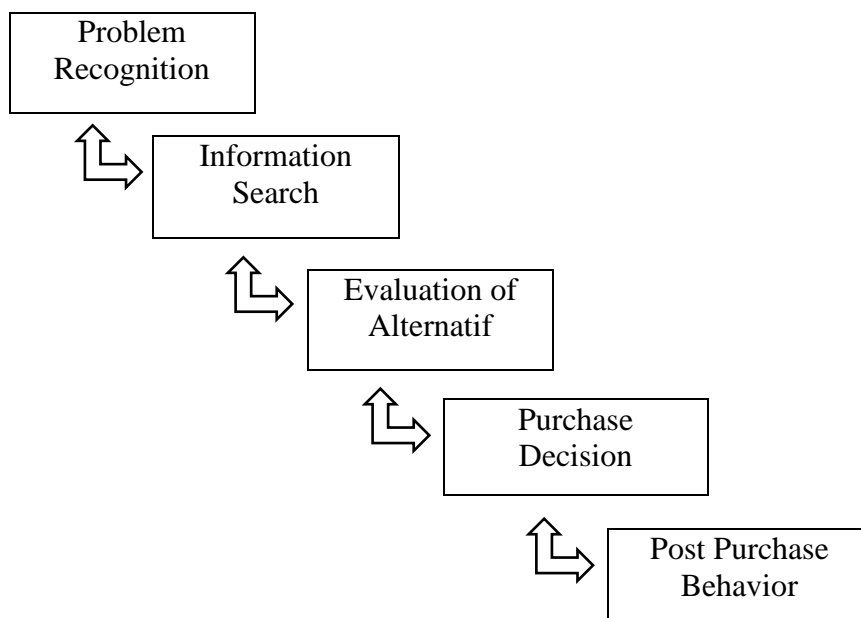 Problem
Recognition
Information
Search
Evaluation of
Alternatif
Purchase
Decision
Post Purchase
Behavior